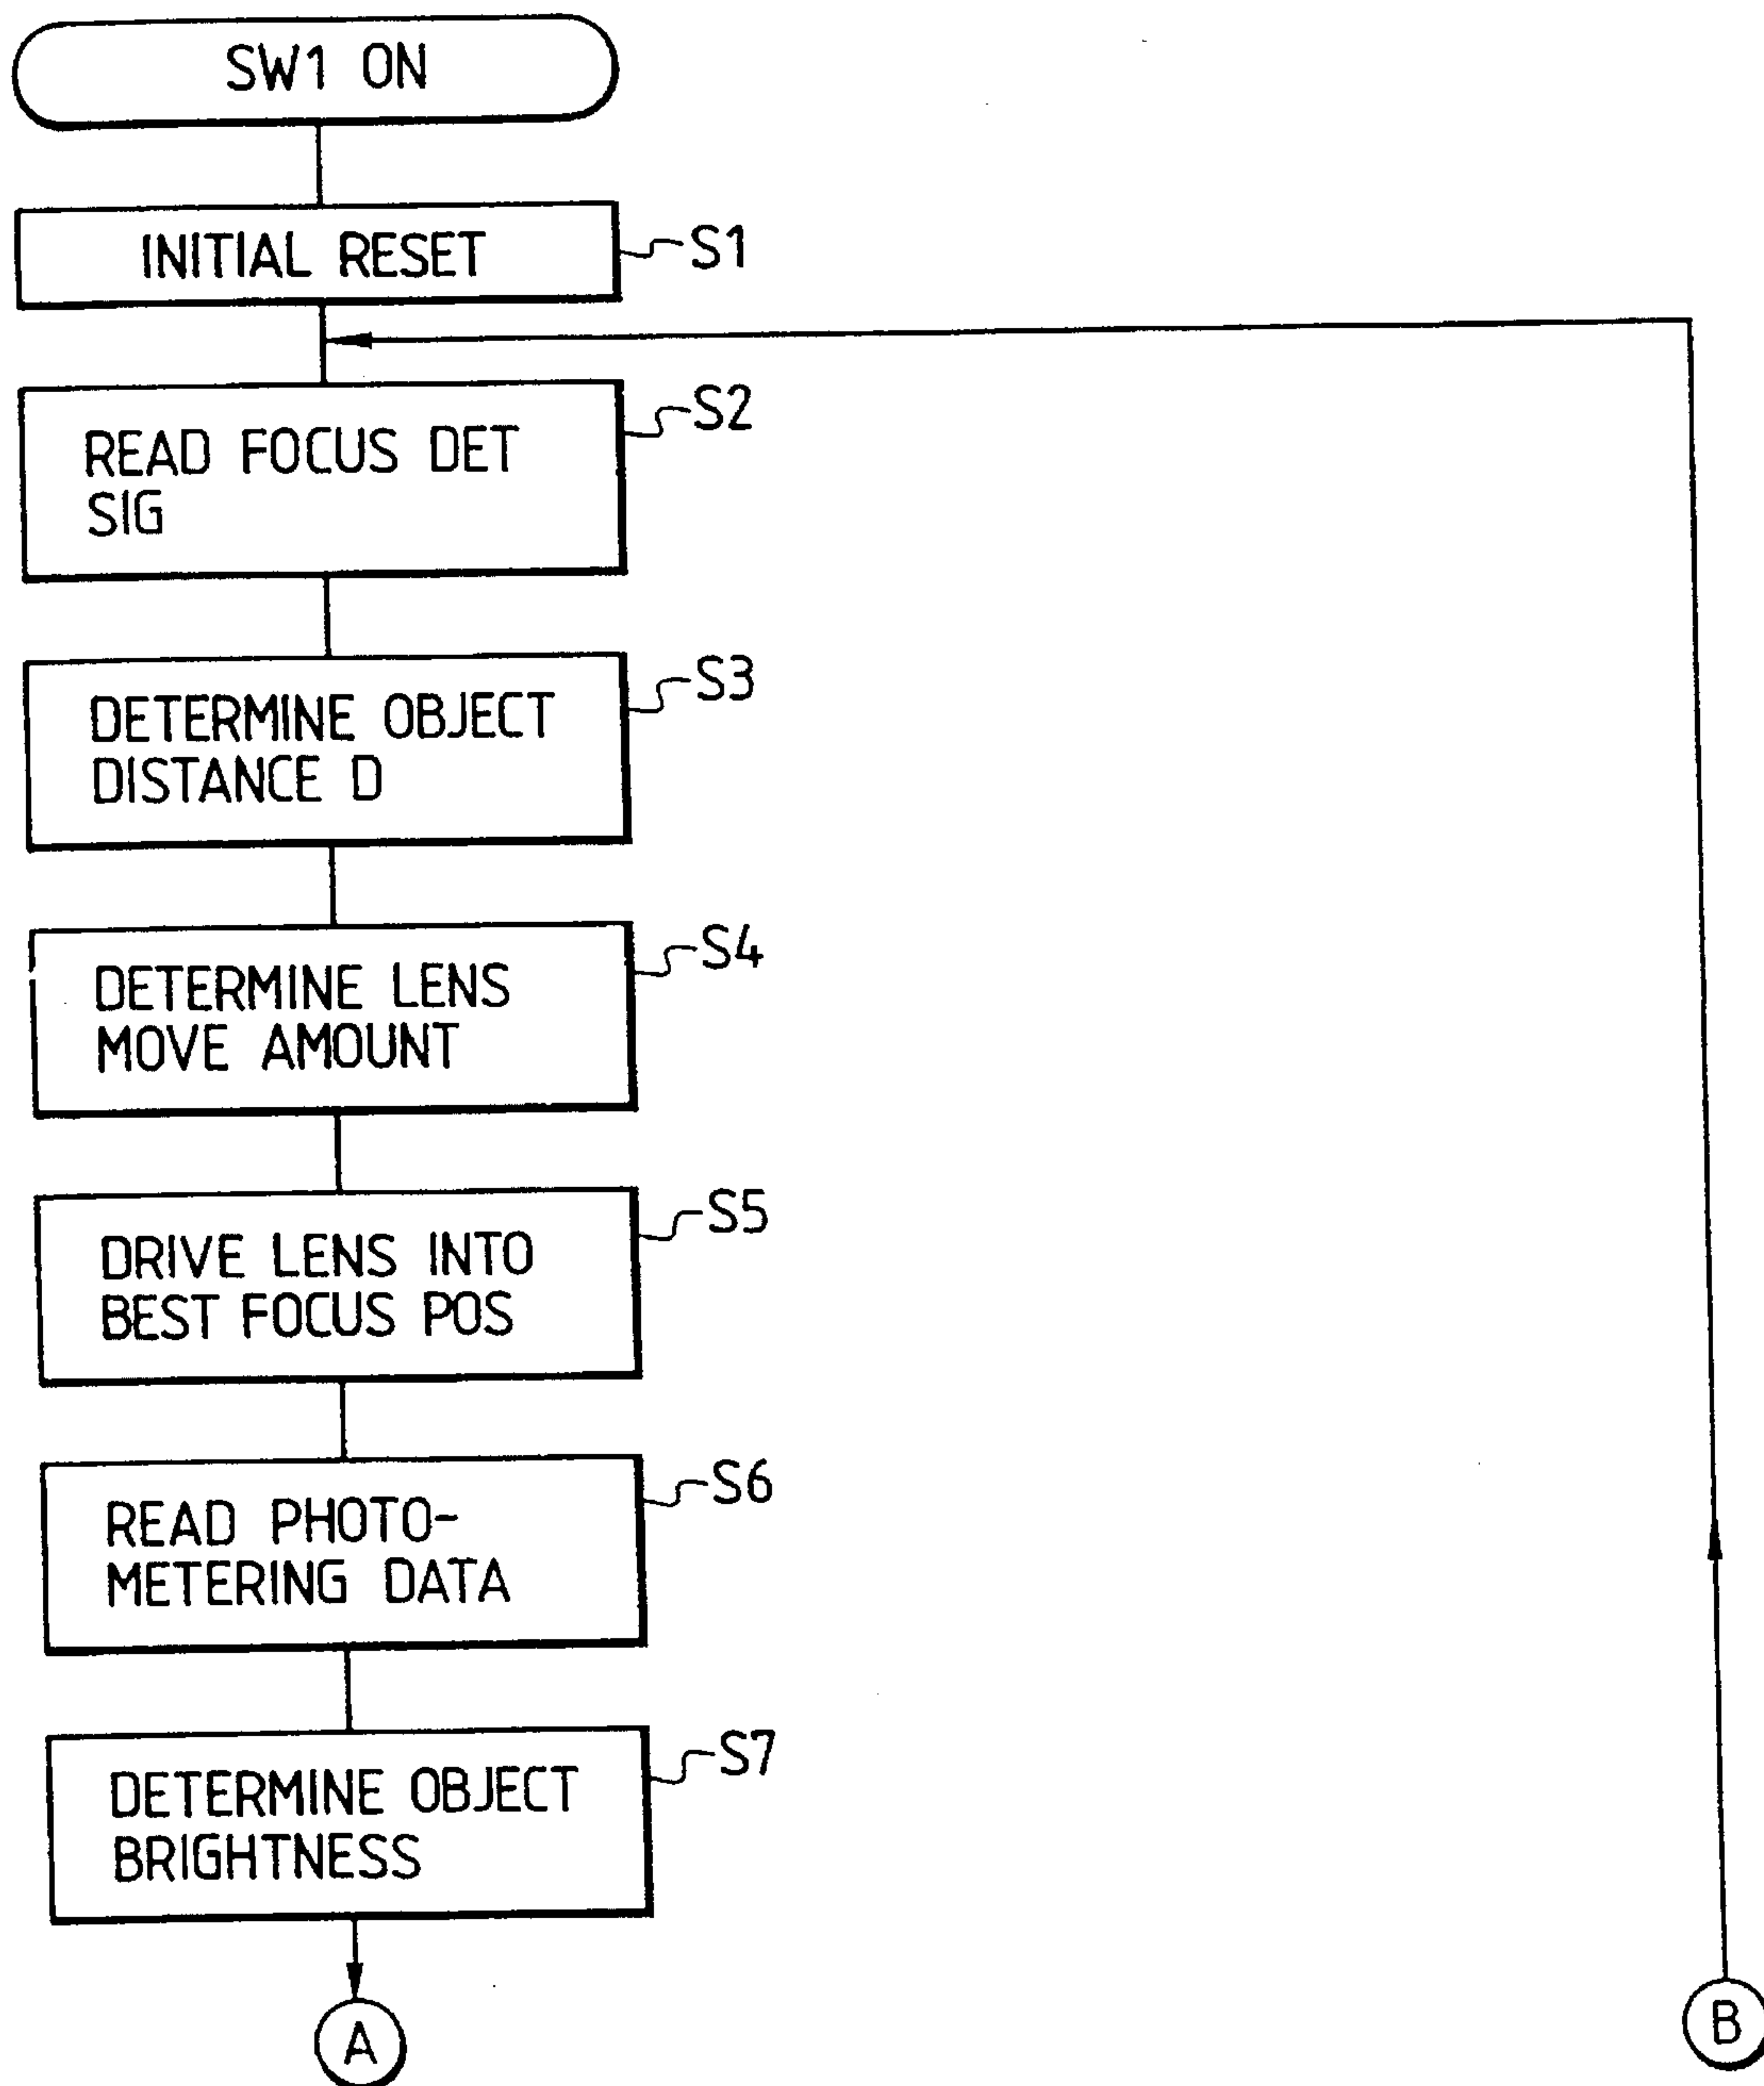 SW1 ON
INITIAL RESET
S1
READ FOCUS DET
SIG
S2
DETERMINE OBJECT
DISTANCE D
S3
DETERMINE LENS
MOVE AMOUNT
S4
DRIVE LENS INTO
BEST FOCUS POS
S5
READ PHOTO-
METERING DATA
S6
DETERMINE OBJECT
BRIGHTNESS
S7
A
B